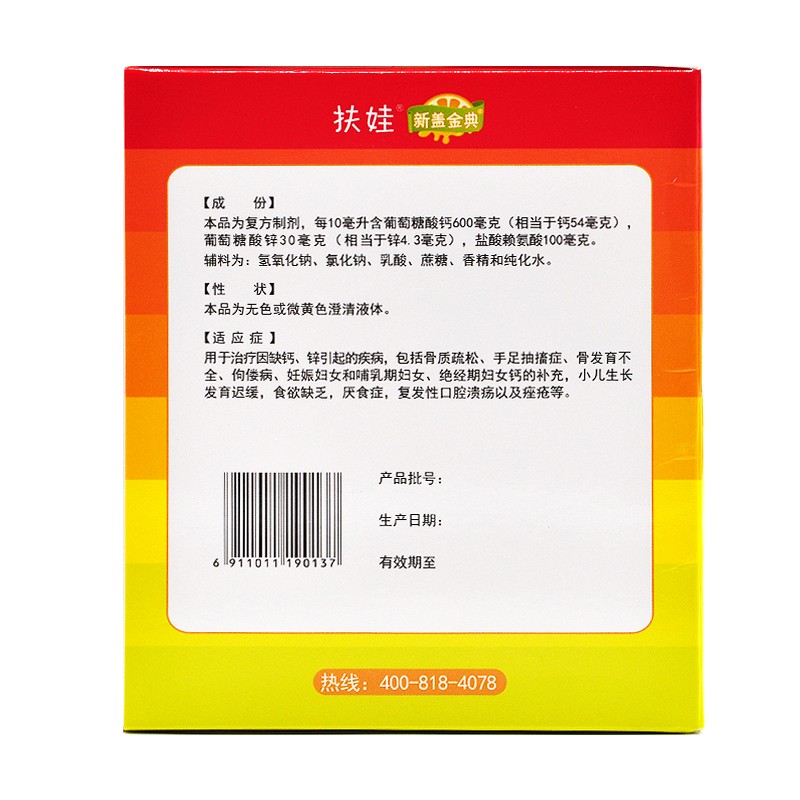 扶娃® 新盖金典®
【成　份】
本品为复方制剂，每10毫升含葡萄糖酸钙600毫克（相当于钙54毫克），
葡萄糖酸锌30毫克（相当于锌4.3毫克），盐酸赖氨酸100毫克。
辅料为：氢氧化钠、氯化钠、乳酸、蔗糖、香精和纯化水。
【性　状】
本品为无色或微黄色澄清液体。
【适应症】
用于治疗因缺钙、锌引起的疾病，包括骨质疏松、手足抽搐症、骨发育不
全、佝偻病、妊娠妇女和哺乳期妇女、绝经期妇女钙的补充，小儿生长
发育迟缓，食欲缺乏，厌食症，复发性口腔溃疡以及痤疮等。
产品批号：
生产日期：
有效期至
6 911011 190137
热线：400-818-4078